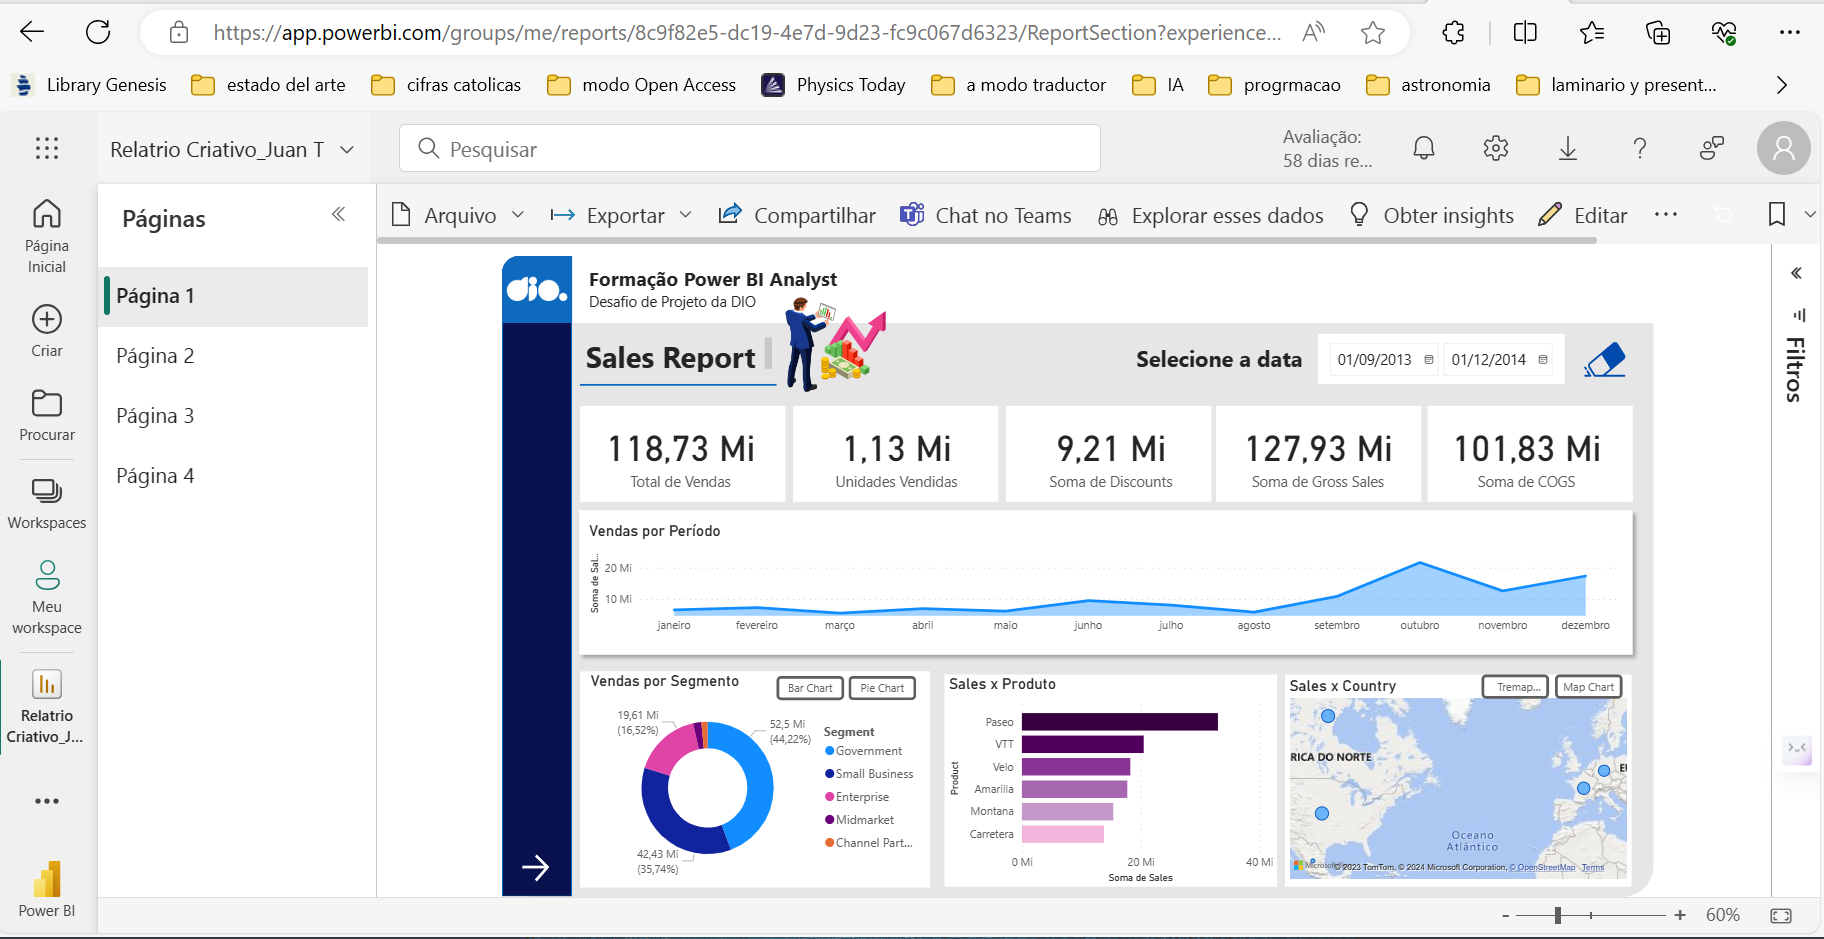 https://app.powerbi.com/groups/me/reports/8c9f82e5-dc19-4e7d-9d23-fc9c067d6323/ReportSection?experience...
Library Genesis
estado del arte
cifras catolicas
modo Open Access
Physics Today
a modo traductor
IA
progrmacao
astronomia
laminario y present...
Relatrio Criativo_Juan T
Pesquisar
Avaliação:
58 dias re...
Páginas
Arquivo
Exportar
Compartilhar
Chat no Teams
Explorar esses dados
Obter insights
Editar
Página
Inicial
Criar
Procurar
Workspaces
Meu
workspace
Relatrio
Criativo_J...
Power BI
Página 1
Página 2
Página 3
Página 4
dio.
Formação Power BI Analyst
Desafio de Projeto da DIO
Sales Report
Selecione a data
01/09/2013
01/12/2014
Filtros
118,73 Mi
Total de Vendas
1,13 Mi
Unidades Vendidas
9,21 Mi
Soma de Discounts
127,93 Mi
Soma de Gross Sales
101,83 Mi
Soma de COGS
Vendas por Período
Soma de Sal...
20 Mi
10 Mi
janeiro
fevereiro
março
abril
maio
junho
julho
agosto
setembro
outubro
novembro
dezembro
Vendas por Segmento
Bar Chart
Pie Chart
19,61 Mi
(16,52%)
52,5 Mi
(44,22%)
42,43 Mi
(35,74%)
Segment
Government
Small Business
Enterprise
Midmarket
Channel Part...
Sales x Produto
Product
Paseo
VTT
Velo
Amarilla
Montana
Carretera
0 Mi
20 Mi
40 Mi
Soma de Sales
Sales x Country
Tremap...
Map Chart
RICA DO NORTE
EU
Oceano
Atlântico
© 2023 TomTom, © 2024 Microsoft Corporation, © OpenStreetMap Terms
- + 60%